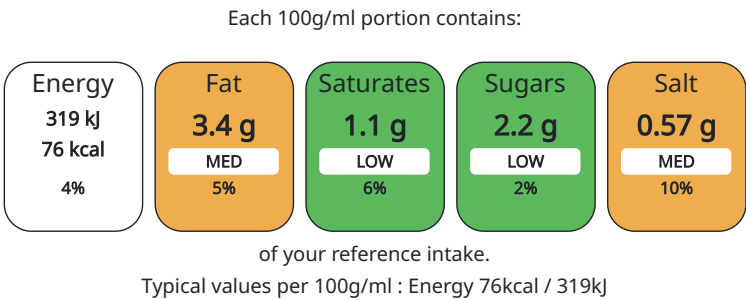 Each 100g/ml portion contains:
Energy
319 kJ
76 kcal
4%
Fat
3.4 g
MED
5%
Saturates
1.1 g
LOW
6%
Sugars
2.2 g
LOW
2%
Salt
0.57 g
MED
10%
of your reference intake.
Typical values per 100g/ml : Energy 76kcal / 319kJ